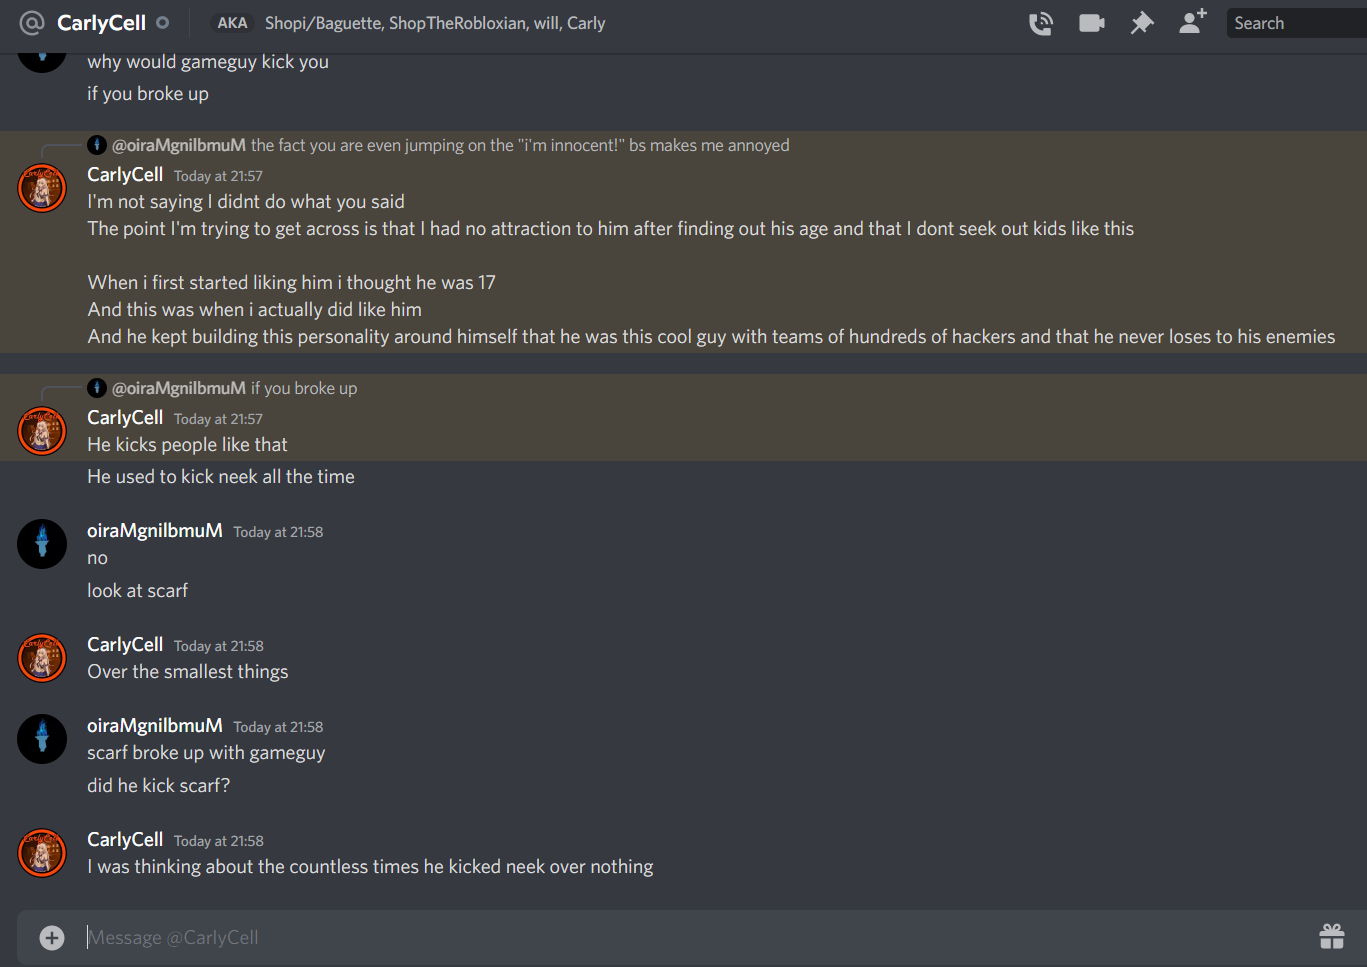 CarlyCell AKA Shopi/Baguette, ShopTheRobloxian, will, Carly Search
why would gameguy kick you
if you broke up
@oiraMgnilbmuM the fact you are even jumping on the "i'm innocent!" bs makes me annoyed
CarlyCell Today at 21:57
I'm not saying I didnt do what you said
The point I'm trying to get across is that I had no attraction to him after finding out his age and that I dont seek out kids like this
When i first started liking him i thought he was 17
And this was when i actually did like him
And he kept building this personality around himself that he was this cool guy with teams of hundreds of hackers and that he never loses to his enemies
@oiraMgnilbmuM if you broke up
CarlyCell Today at 21:57
He kicks people like that
He used to kick neek all the time
oiraMgnilbmuM Today at 21:58
no
look at scarf
CarlyCell Today at 21:58
Over the smallest things
oiraMgnilbmuM Today at 21:58
scarf broke up with gameguy
did he kick scarf?
CarlyCell Today at 21:58
I was thinking about the countless times he kicked neek over nothing
Message @CarlyCell